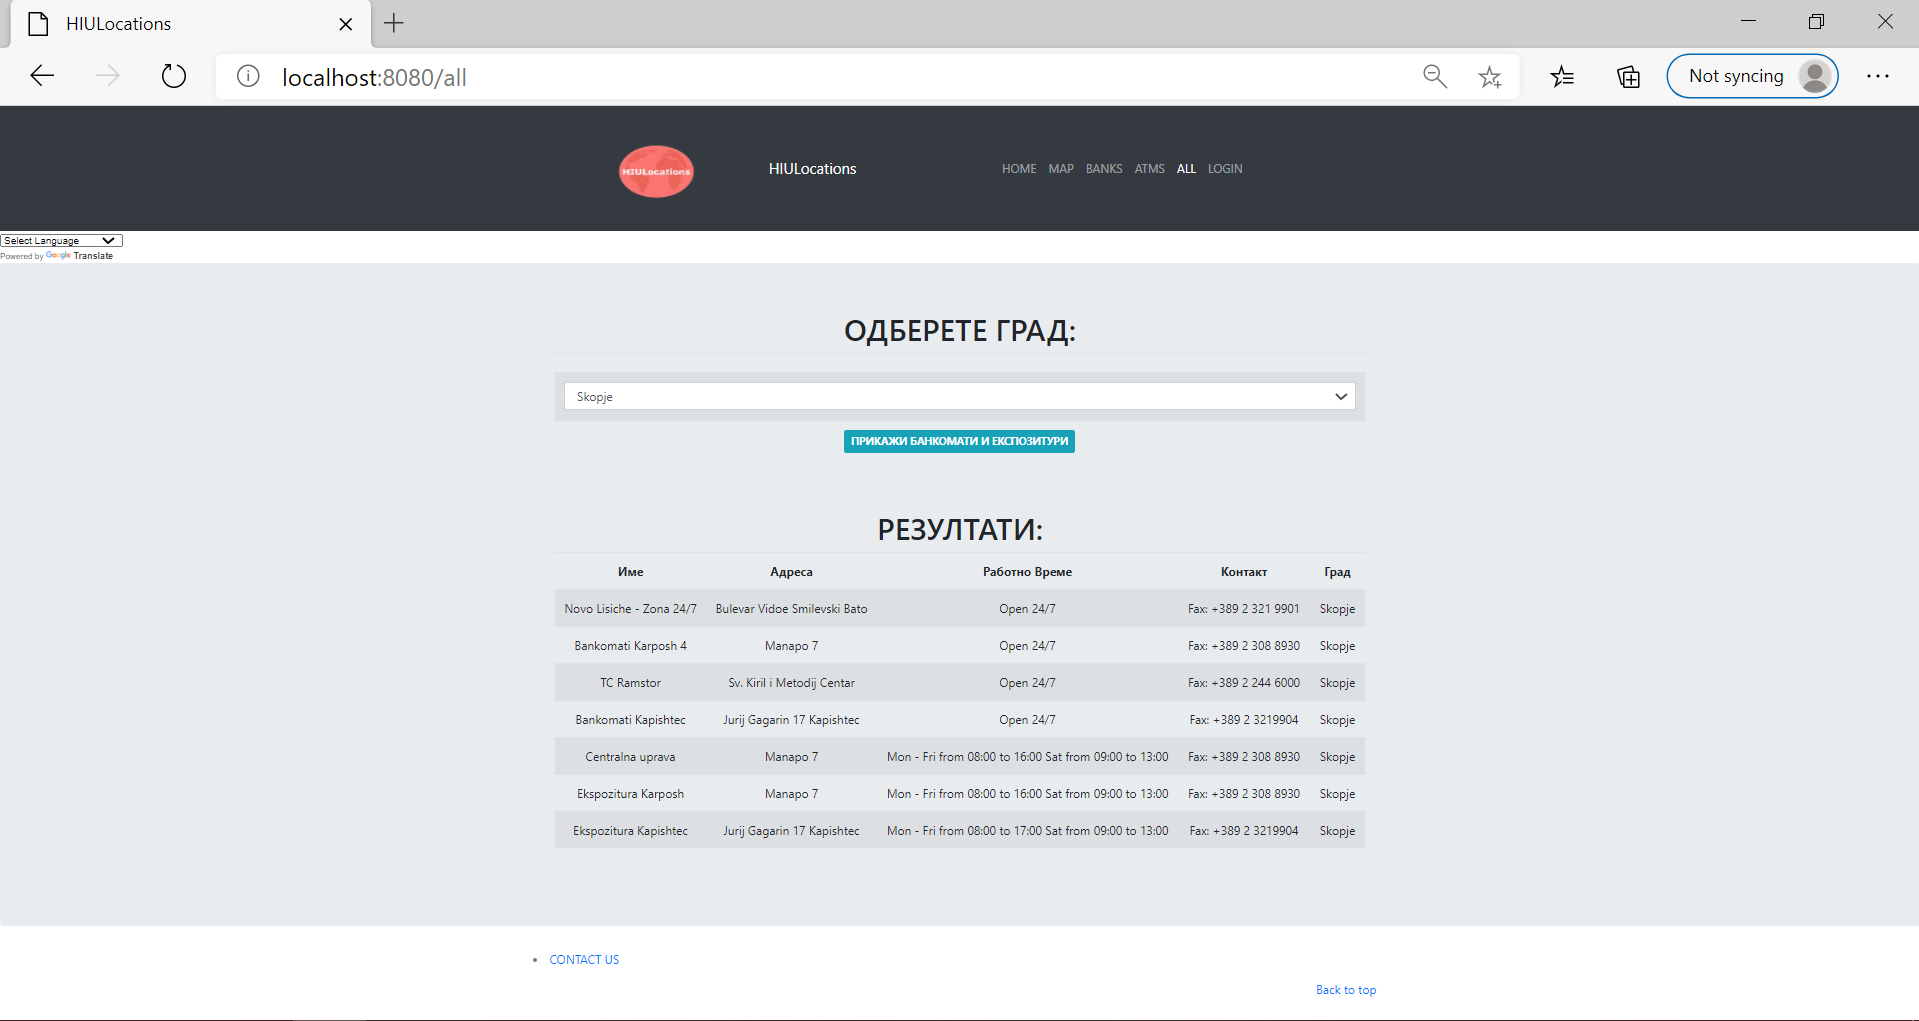 HIULocations
localhost:8080/all
Not syncing
HIULocations
HIULocations
HOME MAP BANKS ATMS ALL LOGIN
Select Language
Powered by Google Translate
ОДБЕРЕТЕ ГРАД:
Skopje
ПРИКАЖИ БАНКОМАТИ И ЕКСПОЗИТУРИ
РЕЗУЛТАТИ:
Име Адреса Работно Време Контакт Град
Novo Lisiche - Zona 24/7 Bulevar Vidoe Smilevski Bato Open 24/7 Fax: +389 2 321 9901 Skopje
Bankomati Karposh 4 Manapo 7 Open 24/7 Fax: +389 2 308 8930 Skopje
TC Ramstor Sv. Kiril i Metodij Centar Open 24/7 Fax: +389 2 244 6000 Skopje
Bankomati Kapishtec Jurij Gagarin 17 Kapishtec Open 24/7 Fax: +389 2 3219904 Skopje
Centralna uprava Manapo 7 Mon - Fri from 08:00 to 16:00 Sat from 09:00 to 13:00 Fax: +389 2 308 8930 Skopje
Ekspozitura Karposh Manapo 7 Mon - Fri from 08:00 to 16:00 Sat from 09:00 to 13:00 Fax: +389 2 308 8930 Skopje
Ekspozitura Kapishtec Jurij Gagarin 17 Kapishtec Mon - Fri from 08:00 to 17:00 Sat from 09:00 to 13:00 Fax: +389 2 3219904 Skopje
CONTACT US
Back to top